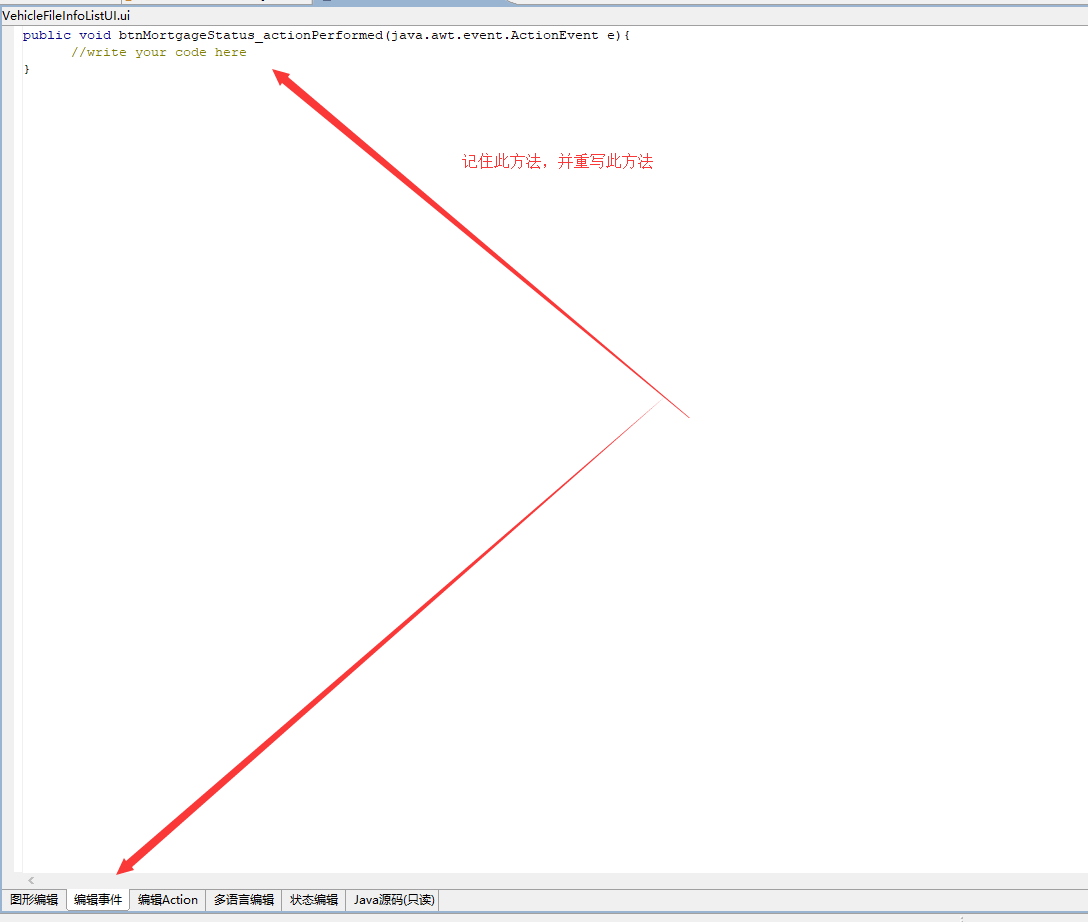 VehicleFileInfoListUI.ui
public void btnMortgageStatus_actionPerformed(java.awt.event.ActionEvent e){
//write your code here
}
记住此方法，并重写此方法
图形编辑 编辑事件 编辑Action 多语言编辑 状态编辑 Java源码(只读)